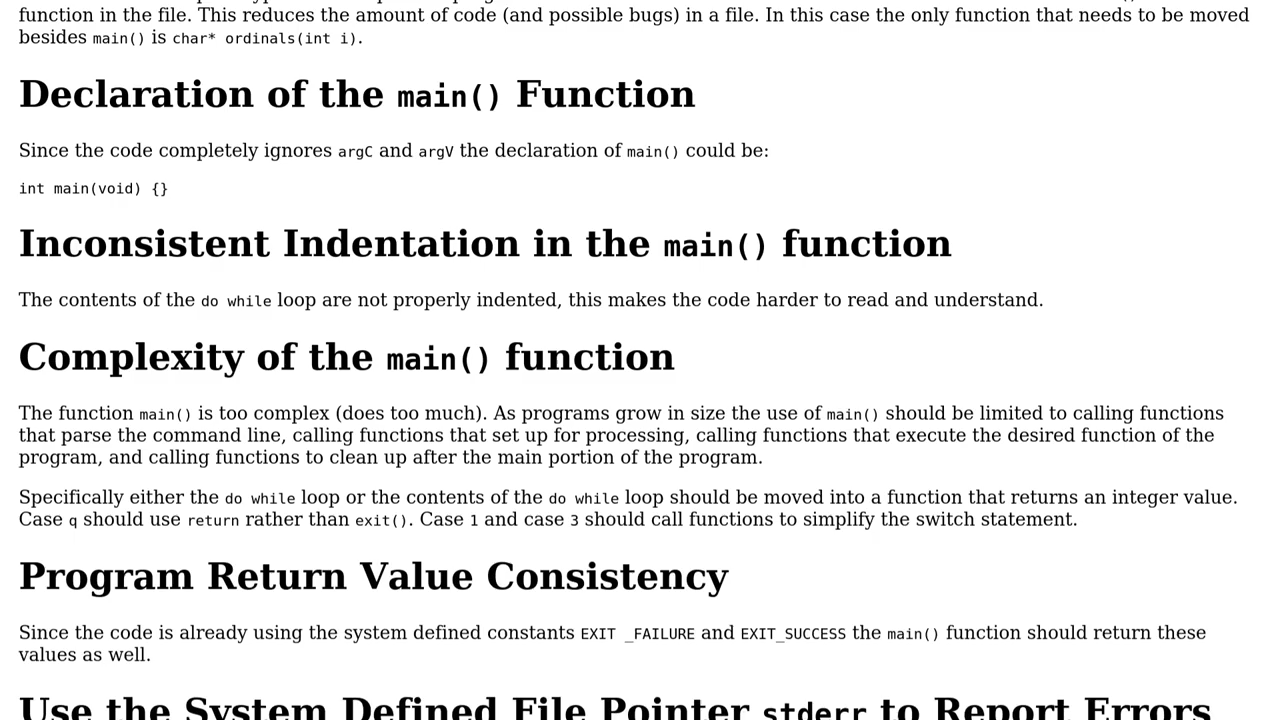 function in the file. This reduces the amount of code (and possible bugs) in a file. In this case the only function that needs to be moved
besides main() is char* ordinals(int i).
Declaration of the main() Function
Since the code completely ignores argC and argV the declaration of main() could be:
int main(void) {}
Inconsistent Indentation in the main() function
The contents of the do while loop are not properly indented, this makes the code harder to read and understand.
Complexity of the main() function
The function main() is too complex (does too much). As programs grow in size the use of main() should be limited to calling functions
that parse the command line, calling functions that set up for processing, calling functions that execute the desired function of the
program, and calling functions to clean up after the main portion of the program.
Specifically either the do while loop or the contents of the do while loop should be moved into a function that returns an integer value.
Case q should use return rather than exit(). Case 1 and case 3 should call functions to simplify the switch statement.
Program Return Value Consistency
Since the code is already using the system defined constants EXIT _FAILURE and EXIT_SUCCESS the main() function should return these
values as well.
Use the System Defined File Pointer stderr to Report Errors